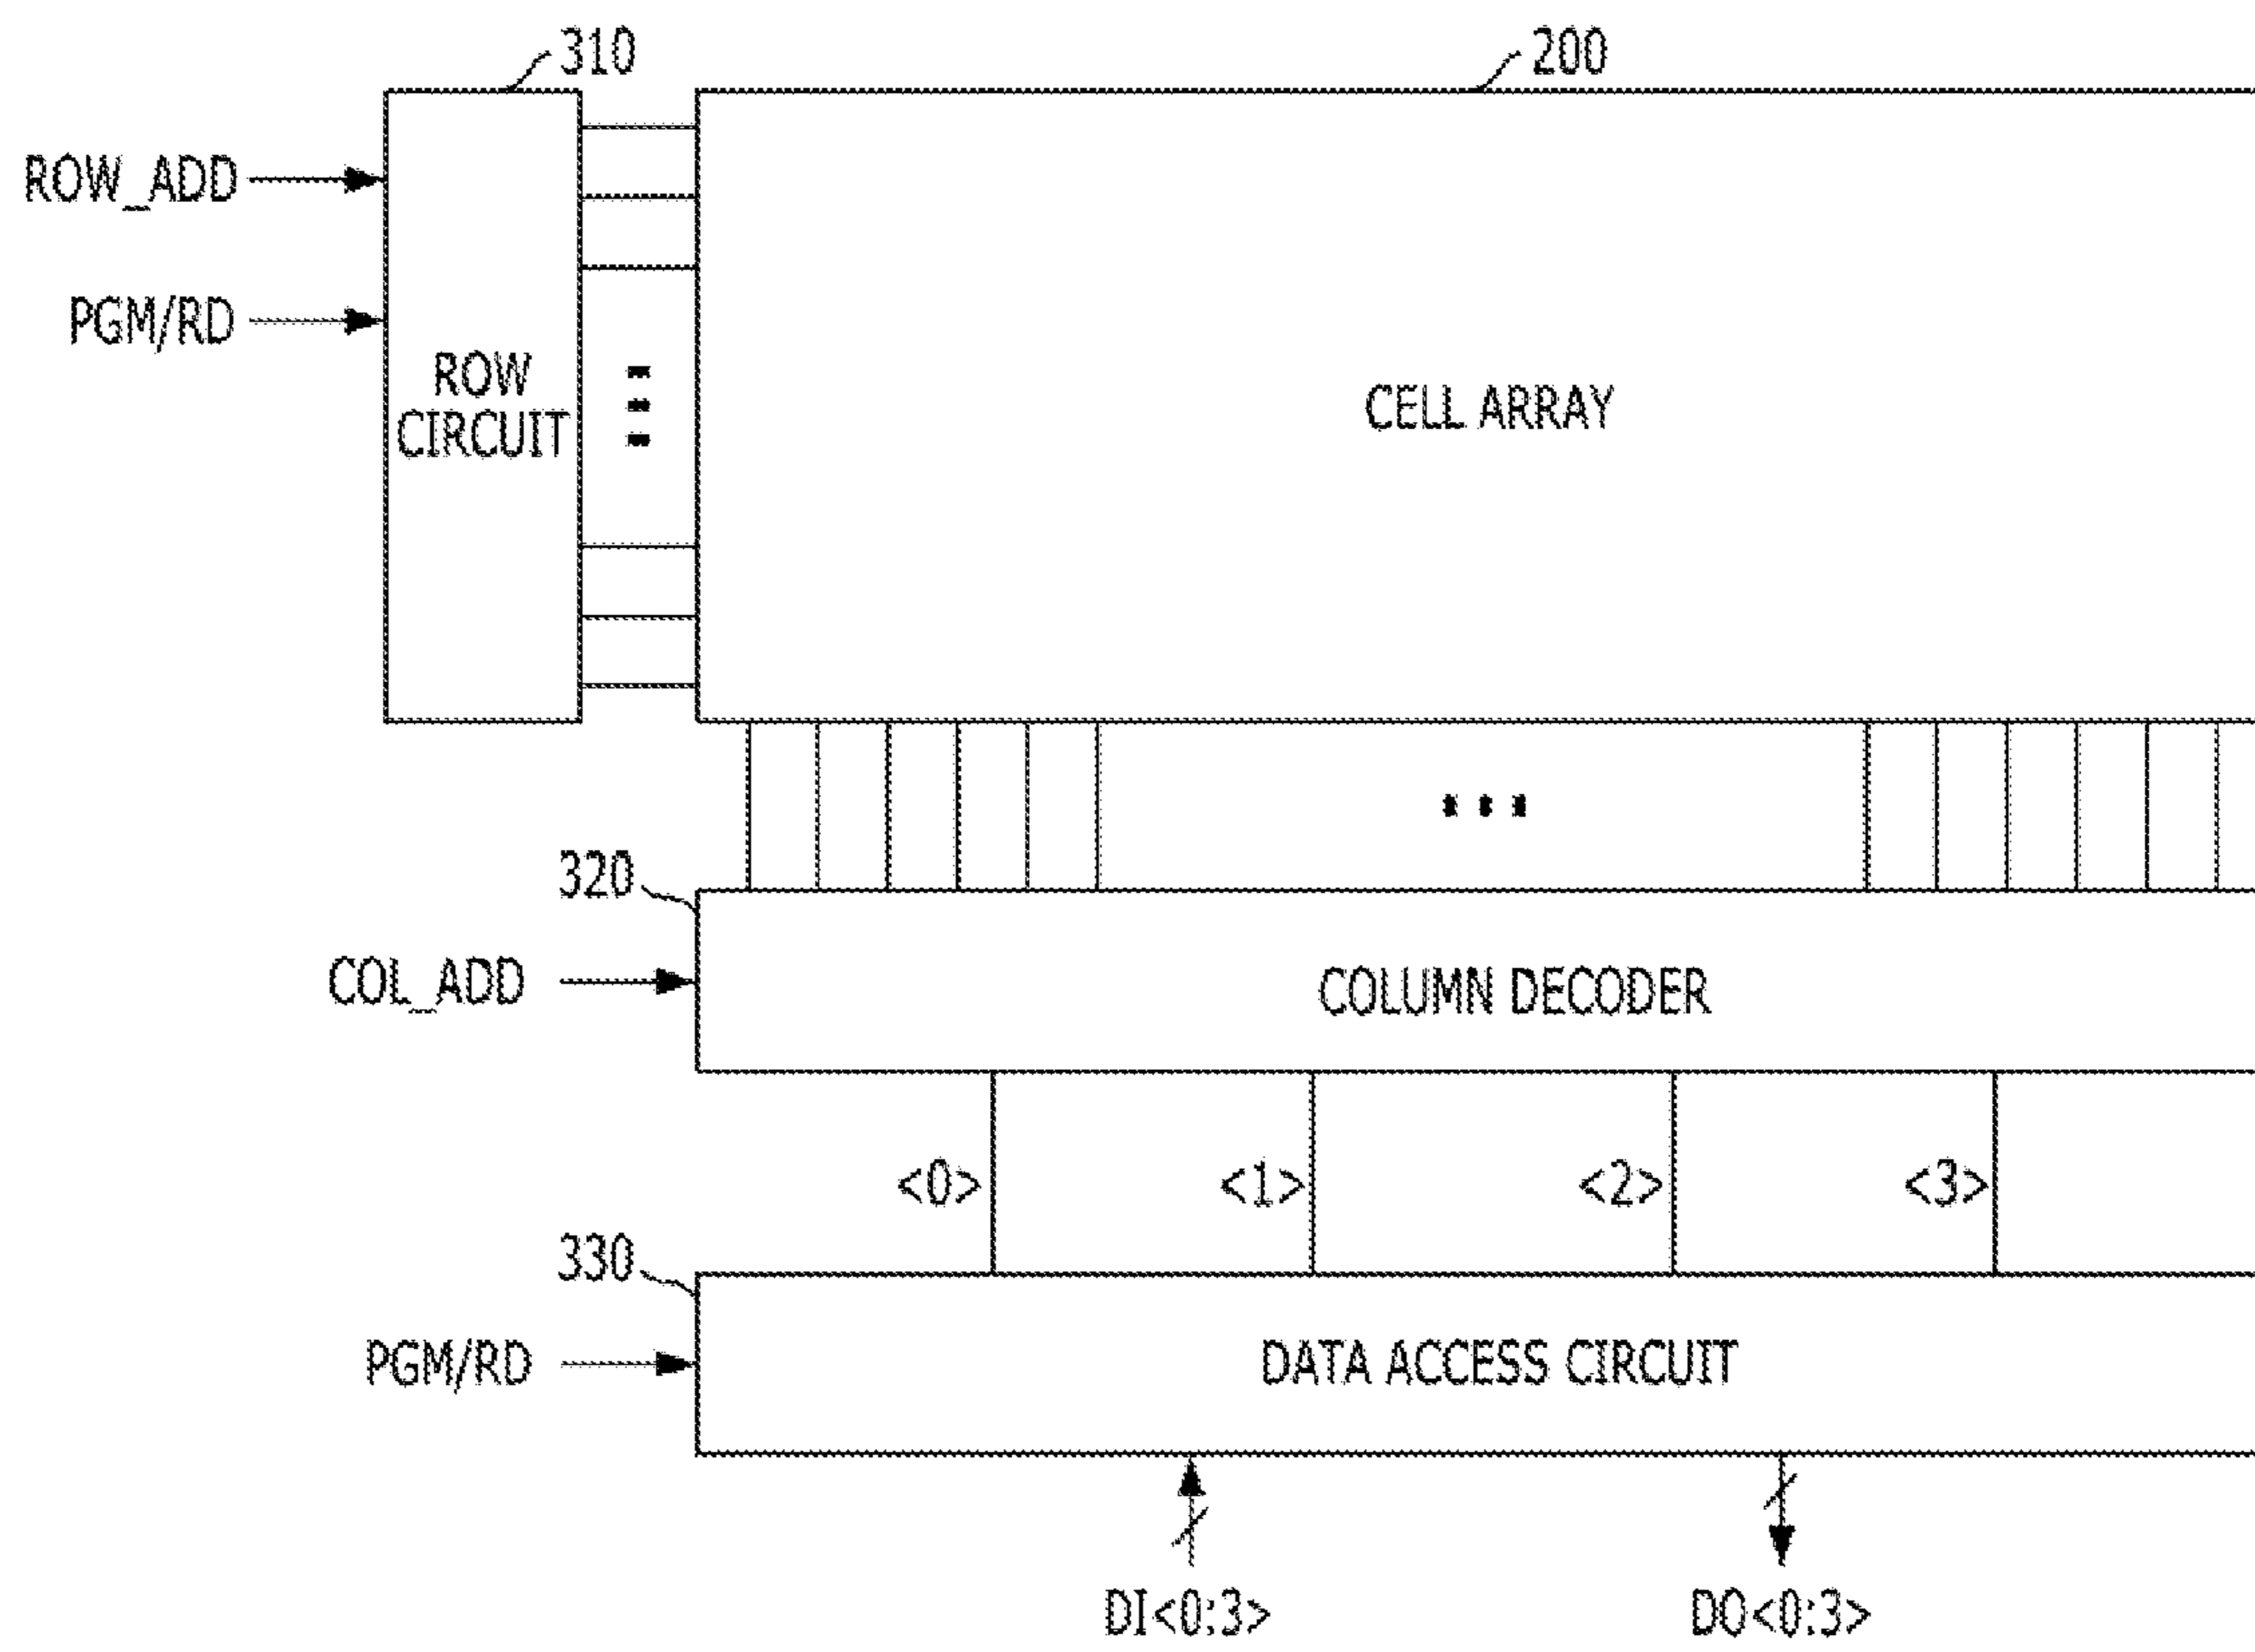 310
200
ROW_ADD
PGM/RD
ROW
CIRCUIT
CELL ARRAY
320
COL_ADD
COLUMN DECODER
<0>
<1>
<2>
<3>
330
PGM/RD
DATA ACCESS CIRCUIT
DI<0:3>
DO<0:3>